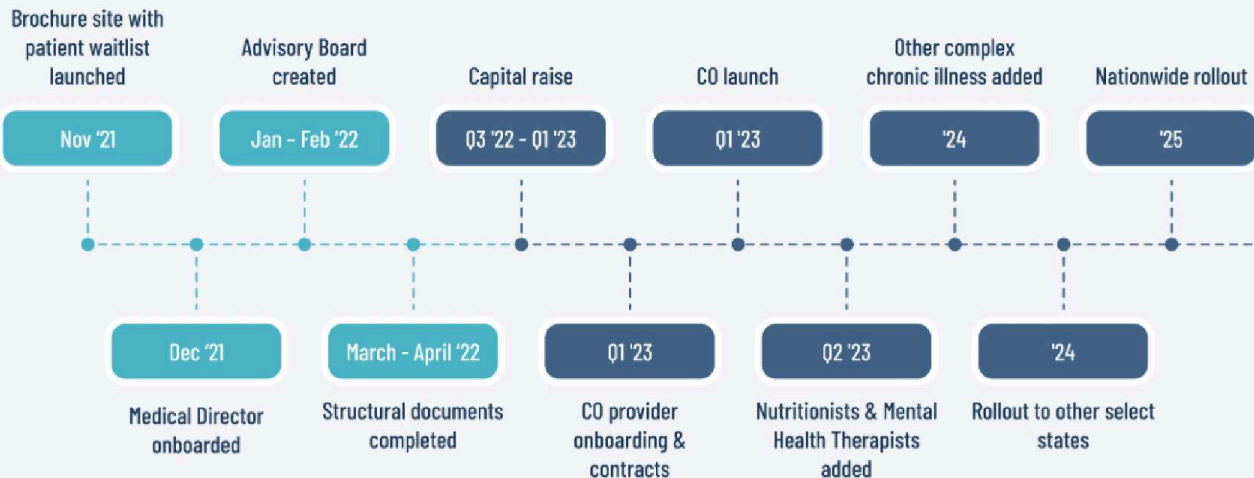 Brochure site with
patient waitlist
launched
Nov '21
Advisory Board
created
Jan - Feb '22
Capital raise
Q3 '22 - Q1 '23
CO launch
Q1 '23
Other complex
chronic illness added
'24
Nationwide rollout
'25
Dec '21
Medical Director
onboarded
March - April '22
Structural documents
completed
Q1 '23
CO provider
onboarding &
contracts
Q2 '23
Nutritionists & Mental
Health Therapists
added
'24
Rollout to other select
states